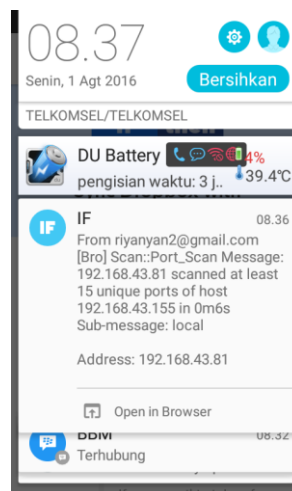 08.37
Senin, 1 Agt 2016
Bersihkan
TELKOMSEL/TELKOMSEL
DU Battery
4%
pengisian waktu: 3 j..
39.4°C
IF
IF
08.36
From riyanyan2@gmail.com
[Bro] Scan::Port_Scan Message:
192.168.43.81 scanned at least
15 unique ports of host
192.168.43.155 in 0m6s
Sub-message: local
Address: 192.168.43.81
Open in Browser
BBM
08.32
Terhubung